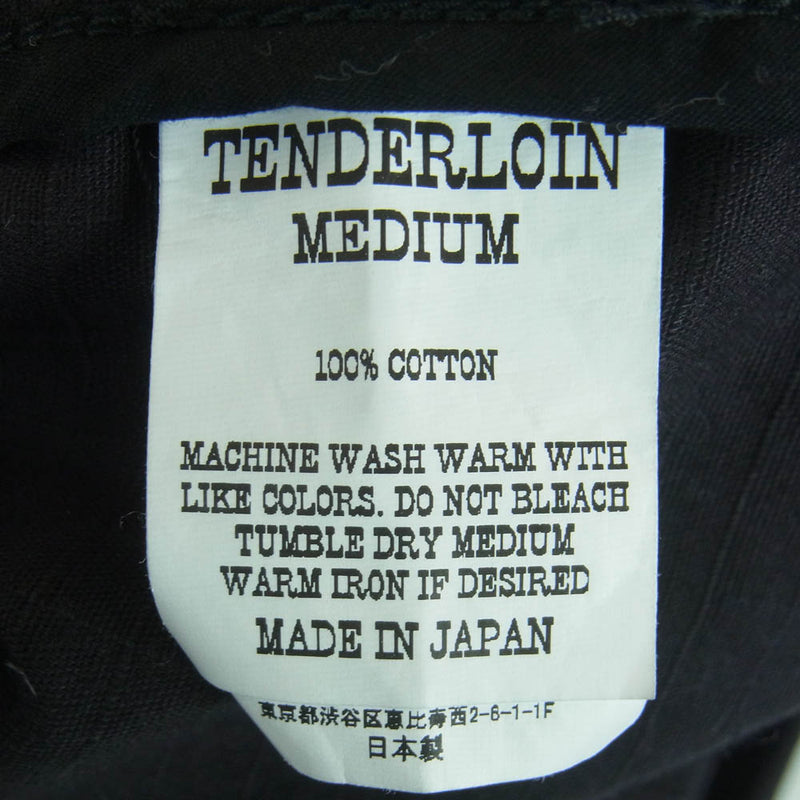 TENDERLOIN
MEDIUM
100% COTTON
MACHINE WASH WARM WITH
LIKE COLORS. DO NOT BLEACH
TUMBLE DRY MEDIUM
WARM IRON IF DESIRED
MADE IN JAPAN
東京都渋谷区恵比寿西2-6-1-1F
日本製